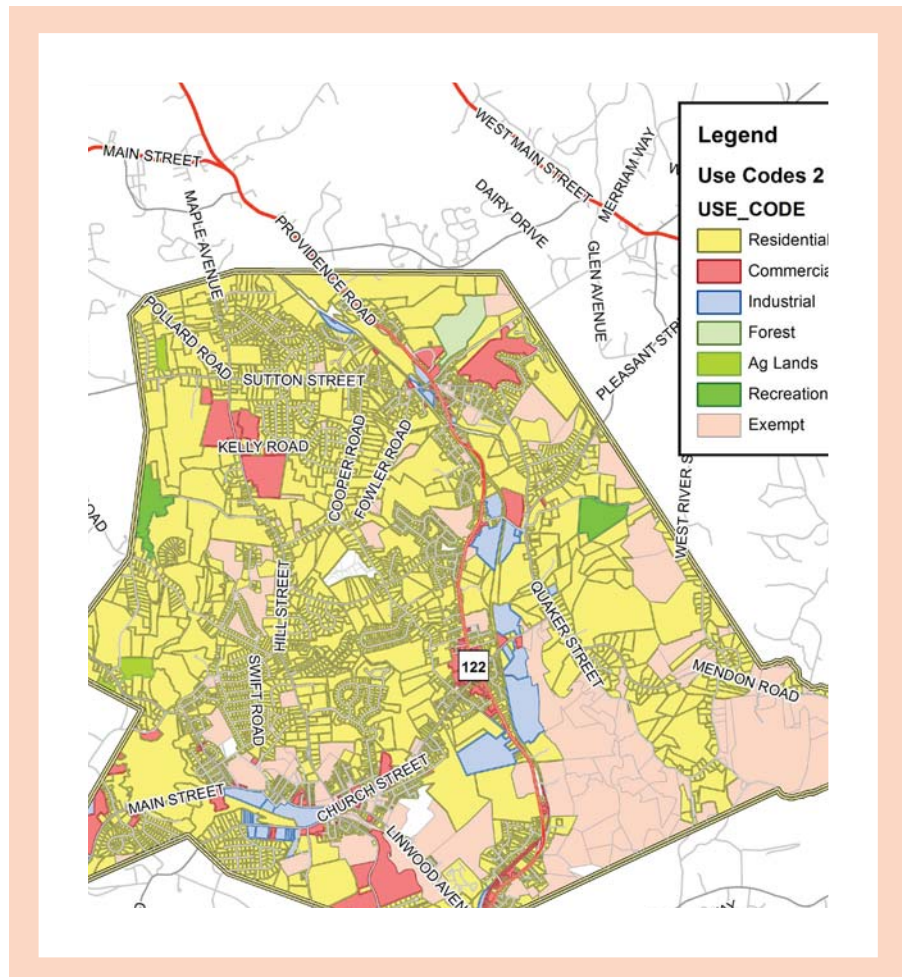 MAIN STREET
WEST MAIN STREET
MERRIAM WAY
W
DAIRY DRIVE
MAPLE AVENUE
PROVIDENCE ROAD
GLEN AVENUE
Legend
Use Codes 2
USE_CODE
Residential
Commercia
Industrial
Forest
Ag Lands
Recreation
Exempt
POLLARD ROAD
PLEASANT STR
SUTTON STREET
KELLY ROAD
COOPER ROAD
FOWLER ROAD
OAD
WEST RIVER S
HILL STREET
QUAKER STREET
122
SWIFT ROAD
MENDON ROAD
MAIN STREET
CHURCH STREET
LINWOOD AVEN